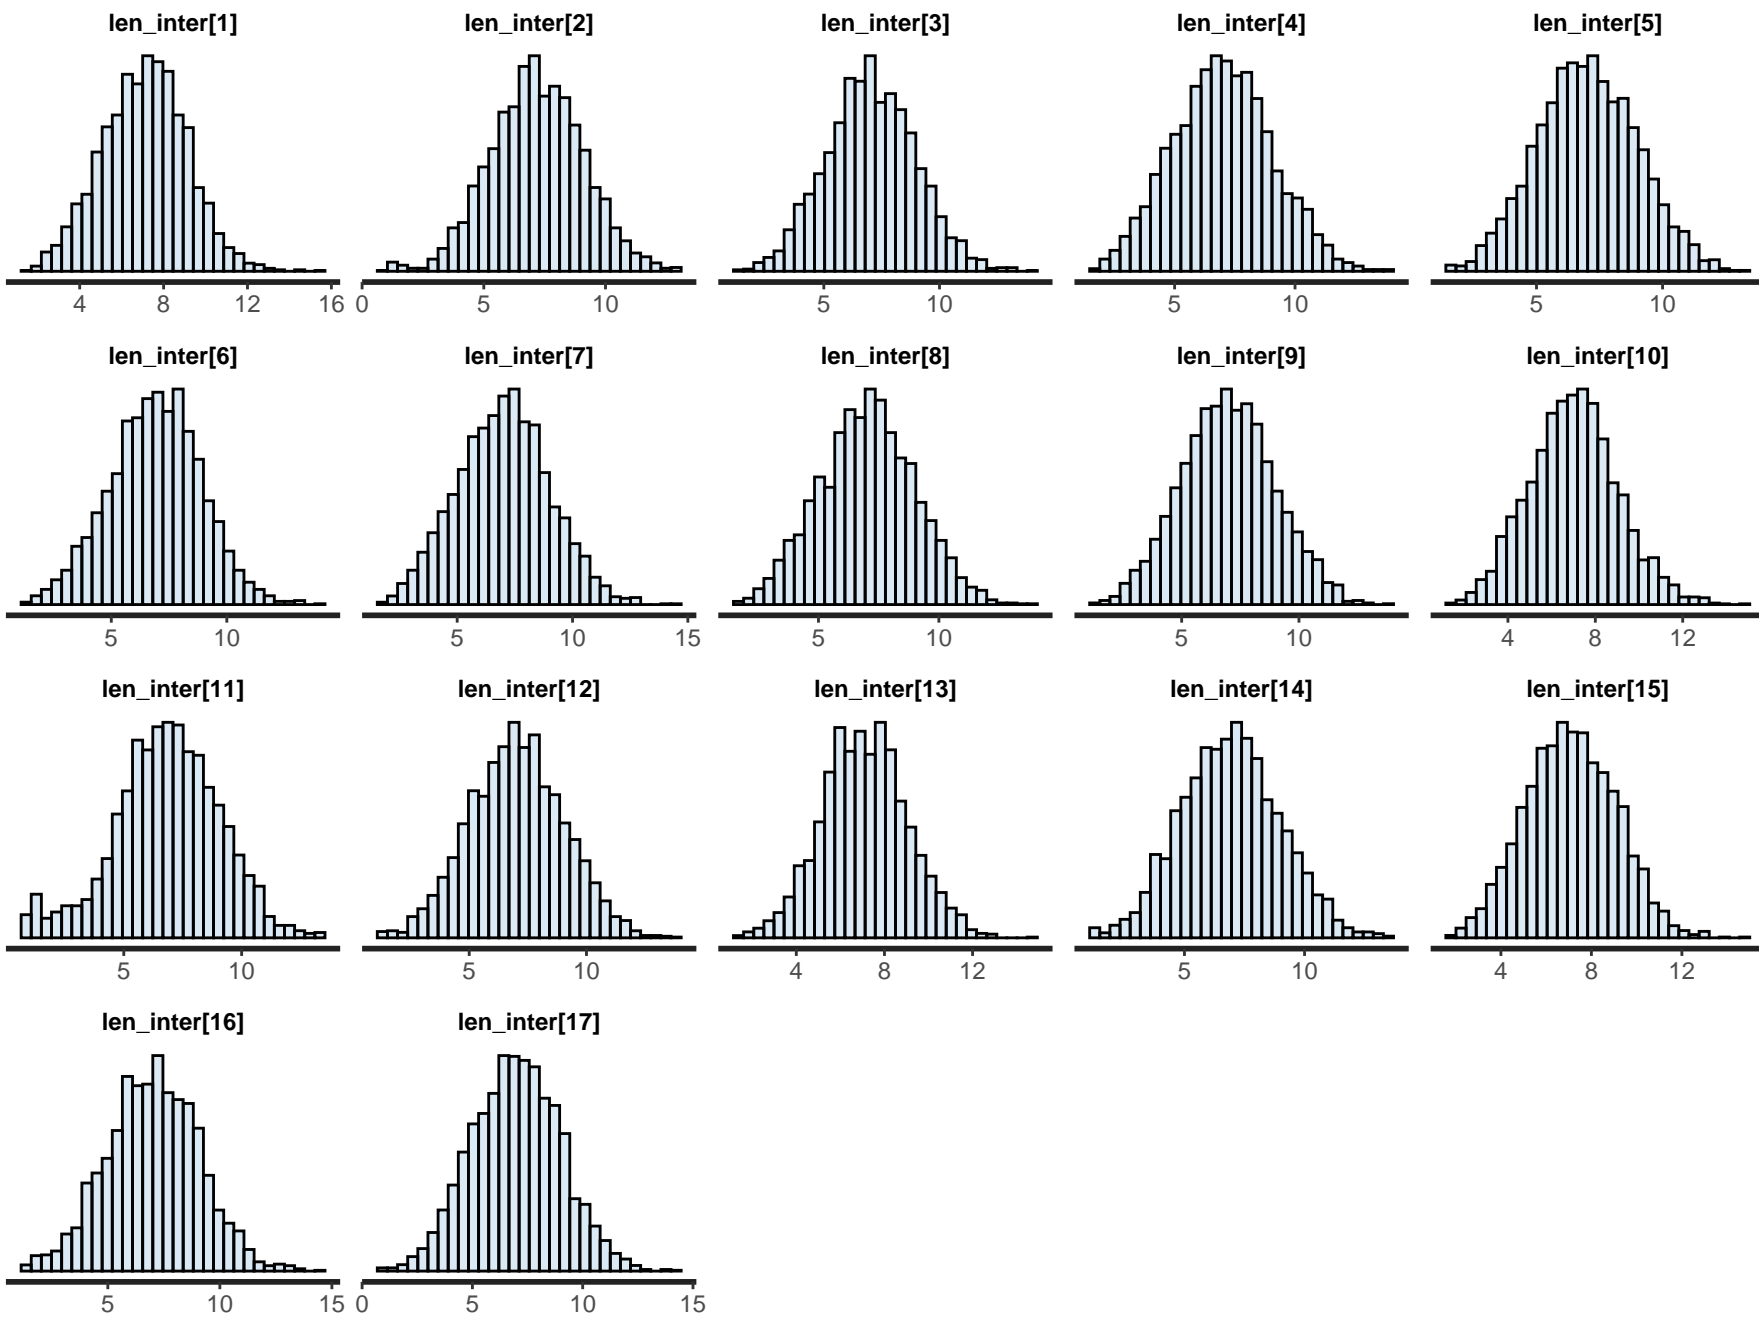 len_inter[1] len_inter[2] len_inter[3] len_inter[4] len_inter[5]
4 8 12 16 0 5 10 5 10 5 10 5 10
len_inter[6] len_inter[7] len_inter[8] len_inter[9] len_inter[10]
5 10 5 10 15 5 10 5 10 4 8 12
len_inter[11] len_inter[12] len_inter[13] len_inter[14] len_inter[15]
5 10 5 10 4 8 12 5 10 4 8 12
len_inter[16] len_inter[17]
5 10 15 0 5 10 15